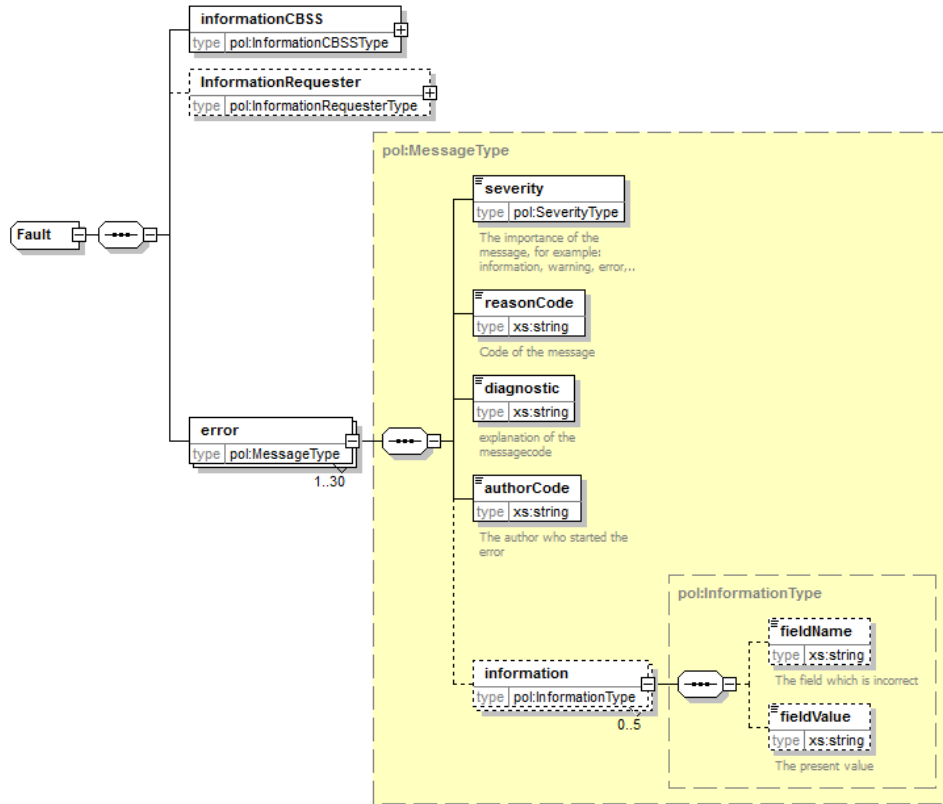 informationCBSS
type pol:InformationCBSSType
InformationRequester
type pol:InformationRequesterType
pol:MessageType
severity
type pol:SeverityType
The importance of the
message, for example:
information, warning, error,..
Fault
reasonCode
type xs:string
Code of the message
diagnostic
type xs:string
explanation of the
messagecode
error
type pol:MessageType
1..30
authorCode
type xs:string
The author who started the
error
pol:InformationType
fieldName
type xs:string
The field which is incorrect
information
type pol:InformationType
0..5
fieldValue
type xs:string
The present value